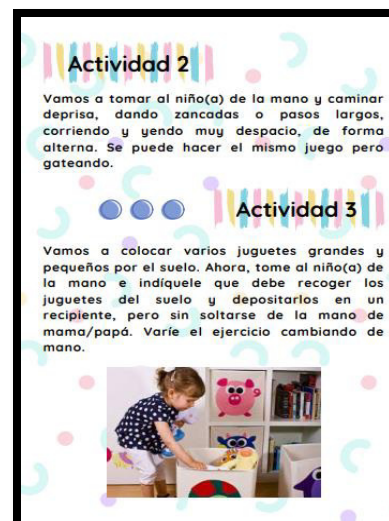 Actividad 2
Vamos a tomar al niño(a) de la mano y caminar
deprisa, dando zancadas o pasos largos,
corriendo y yendo muy despacio, de forma
alterna. Se puede hacer el mismo juego pero
gateando.
Actividad 3
Vamos a colocar varios juguetes grandes y
pequeños por el suelo. Ahora, tome al niño(a) de
la mano e indíquele que debe recoger los
juguetes del suelo y depositarlos en un
recipiente, pero sin soltarse de la mano de
mama/papá. Varíe el ejercicio cambiando de
mano.